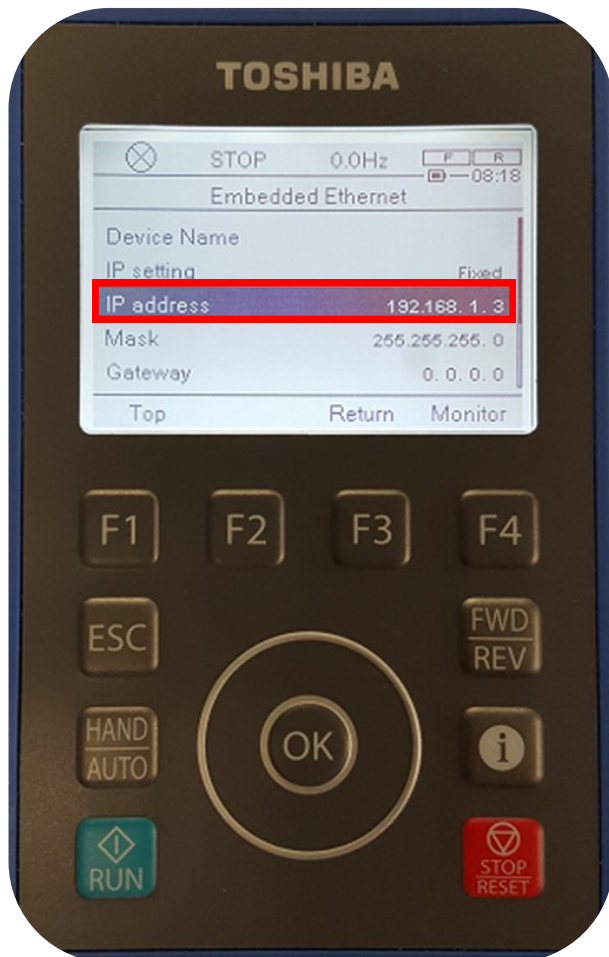 TOSHIBA
STOP 0.0Hz F R
08:18
Embedded Ethernet
Device Name
IP setting Fixed
IP address 192.168. 1. 3
Mask 255.255.255. 0
Gateway 0. 0. 0. 0
Top Return Monitor
F1 F2 F3 F4
ESC FWD
REV
HAND
AUTO OK i
RUN STOP
RESET